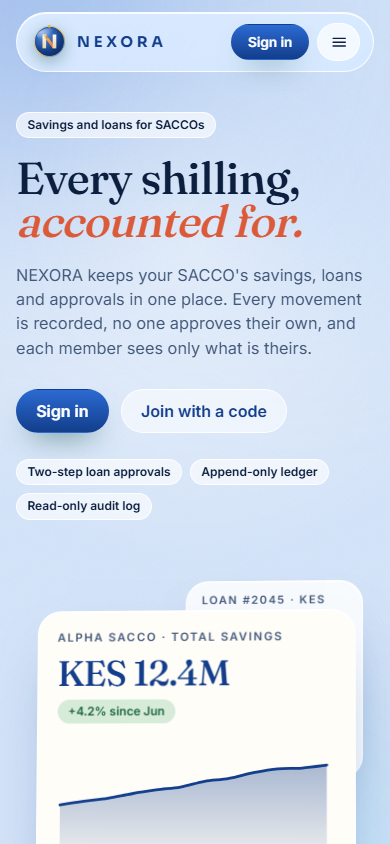 N NEXORA Sign in
Savings and loans for SACCOs
Every shilling,
accounted for.
NEXORA keeps your SACCO's savings, loans
and approvals in one place. Every movement
is recorded, no one approves their own, and
each member sees only what is theirs.
Sign in Join with a code
Two-step loan approvals Append-only ledger
Read-only audit log
LOAN #2045 · KES
ALPHA SACCO · TOTAL SAVINGS
KES 12.4M
+4.2% since Jun